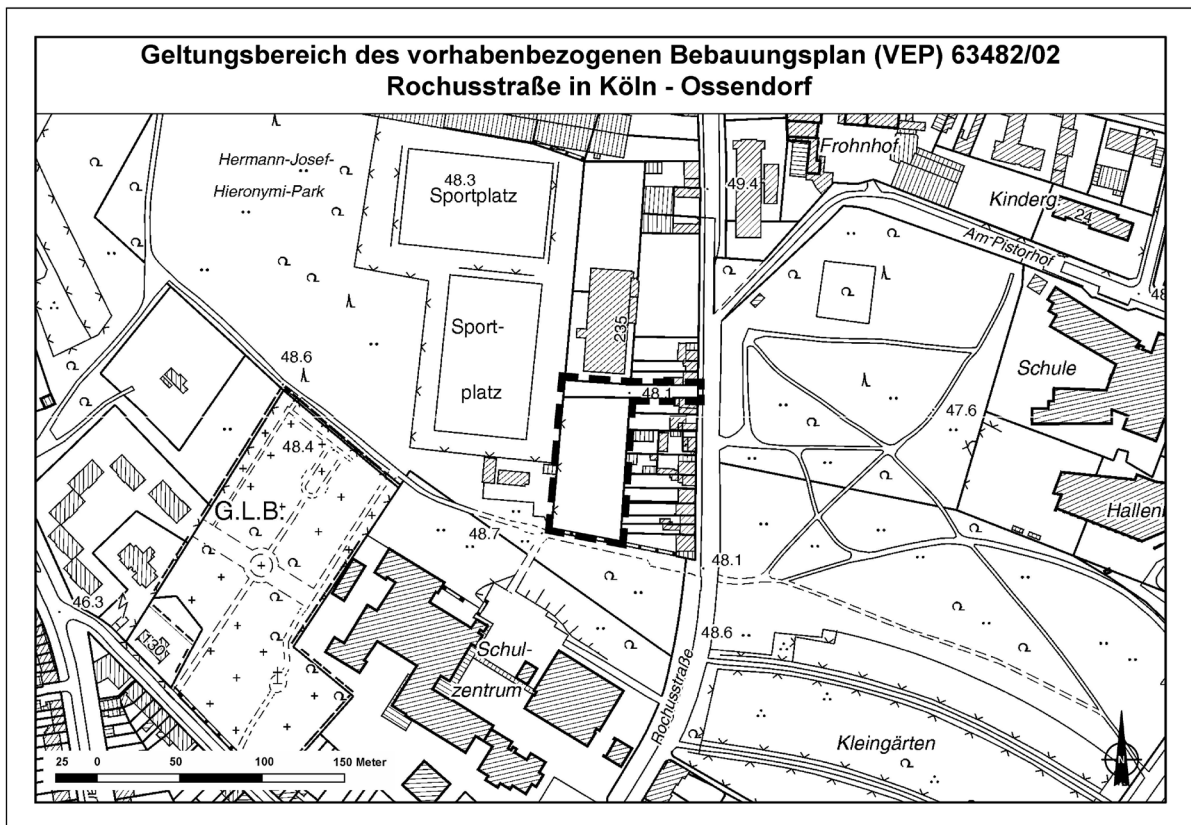 Geltungsbereich des vorhabenbezogenen Bebauungsplan (VEP) 63482/02
Rochusstraße in Köln - Ossendorf
Hermann-Josef-
Hieronymi-Park
48.3
Sportplatz
49.4
Frohnhof
Kinderg.
24
Am Pistorhof
48
235
Sport-
platz
48.6
48.1
47.6
Schule
48.4
G.L.B.
48.7
Hallenb
48.1
46.3
130
48.6
Schul-
zentrum
Rochusstraße
Kleingärten
25 0 50 100 150 Meter
N